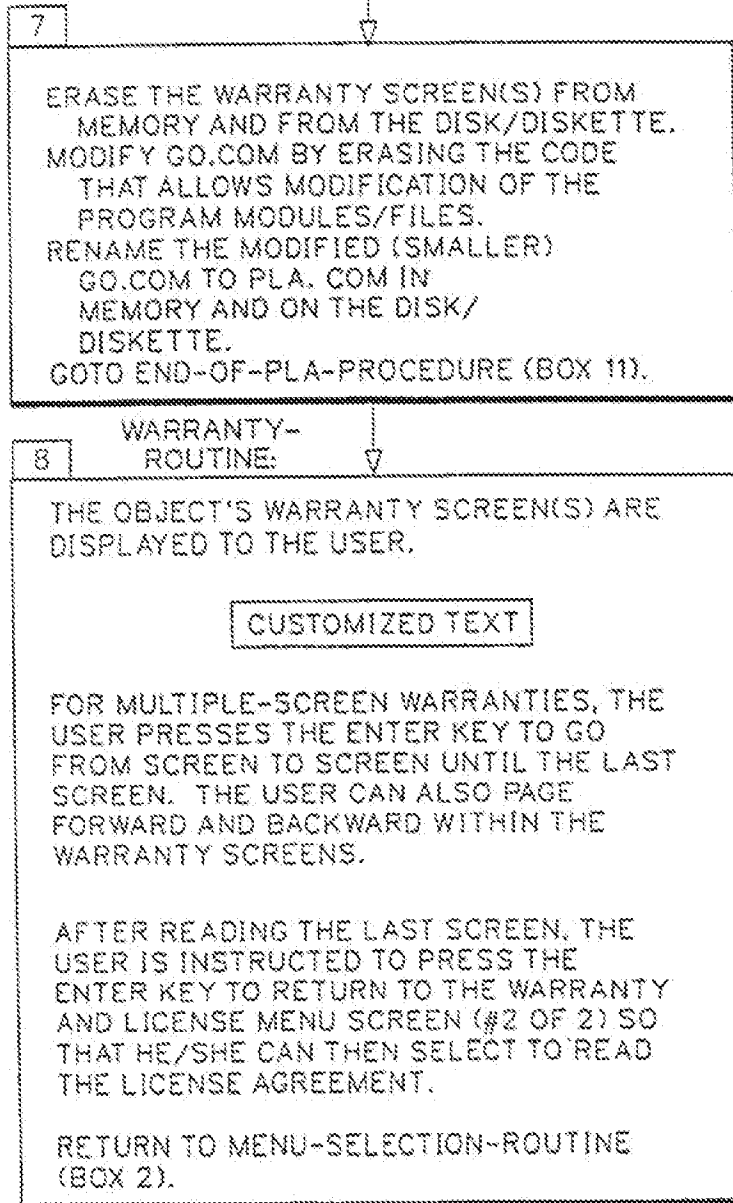 7
ERASE THE WARRANTY SCREEN(S) FROM
MEMORY AND FROM THE DISK/DISKETTE.
MODIFY GO.COM BY ERASING THE CODE
THAT ALLOWS MODIFICATION OF THE
PROGRAM MODULES/FILES.
RENAME THE MODIFIED (SMALLER)
GO.COM TO PLA. COM IN
MEMORY AND ON THE DISK/
DISKETTE.
GOTO END-OF-PLA-PROCEDURE (BOX 11).
WARRANTY-
8 ROUTINE:
THE OBJECT'S WARRANTY SCREEN(S) ARE
DISPLAYED TO THE USER.
CUSTOMIZED TEXT
FOR MULTIPLE-SCREEN WARRANTIES, THE
USER PRESSES THE ENTER KEY TO GO
FROM SCREEN TO SCREEN UNTIL THE LAST
SCREEN. THE USER CAN ALSO PAGE
FORWARD AND BACKWARD WITHIN THE
WARRANTY SCREENS.
AFTER READING THE LAST SCREEN, THE
USER IS INSTRUCTED TO PRESS THE
ENTER KEY TO RETURN TO THE WARRANTY
AND LICENSE MENU SCREEN (#2 OF 2) SO
THAT HE/SHE CAN THEN SELECT TO READ
THE LICENSE AGREEMENT.
RETURN TO MENU-SELECTION-ROUTINE
(BOX 2).